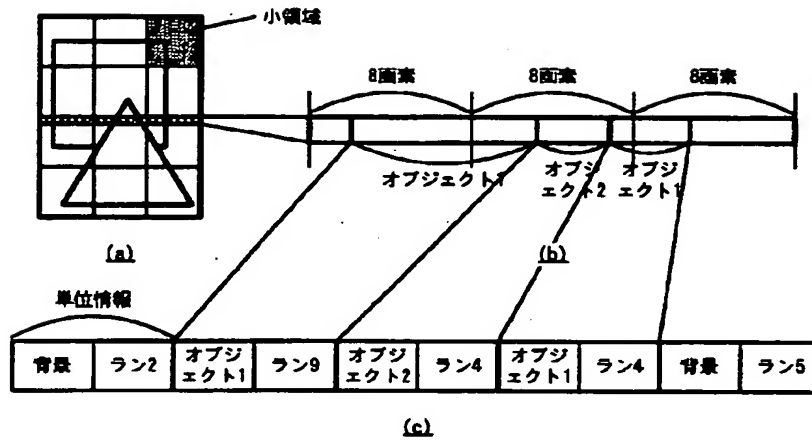 小領域
8画素
8画素
8画素
オブジェクト1
オブジ
ェクト2
オブジ
ェクト1
(a)
(b)
単位情報
背景
ラン2
オブジ
ェクト1
ラン9
オブジ
ェクト2
ラン4
オブジ
ェクト1
ラン4
背景
ラン5
(c)